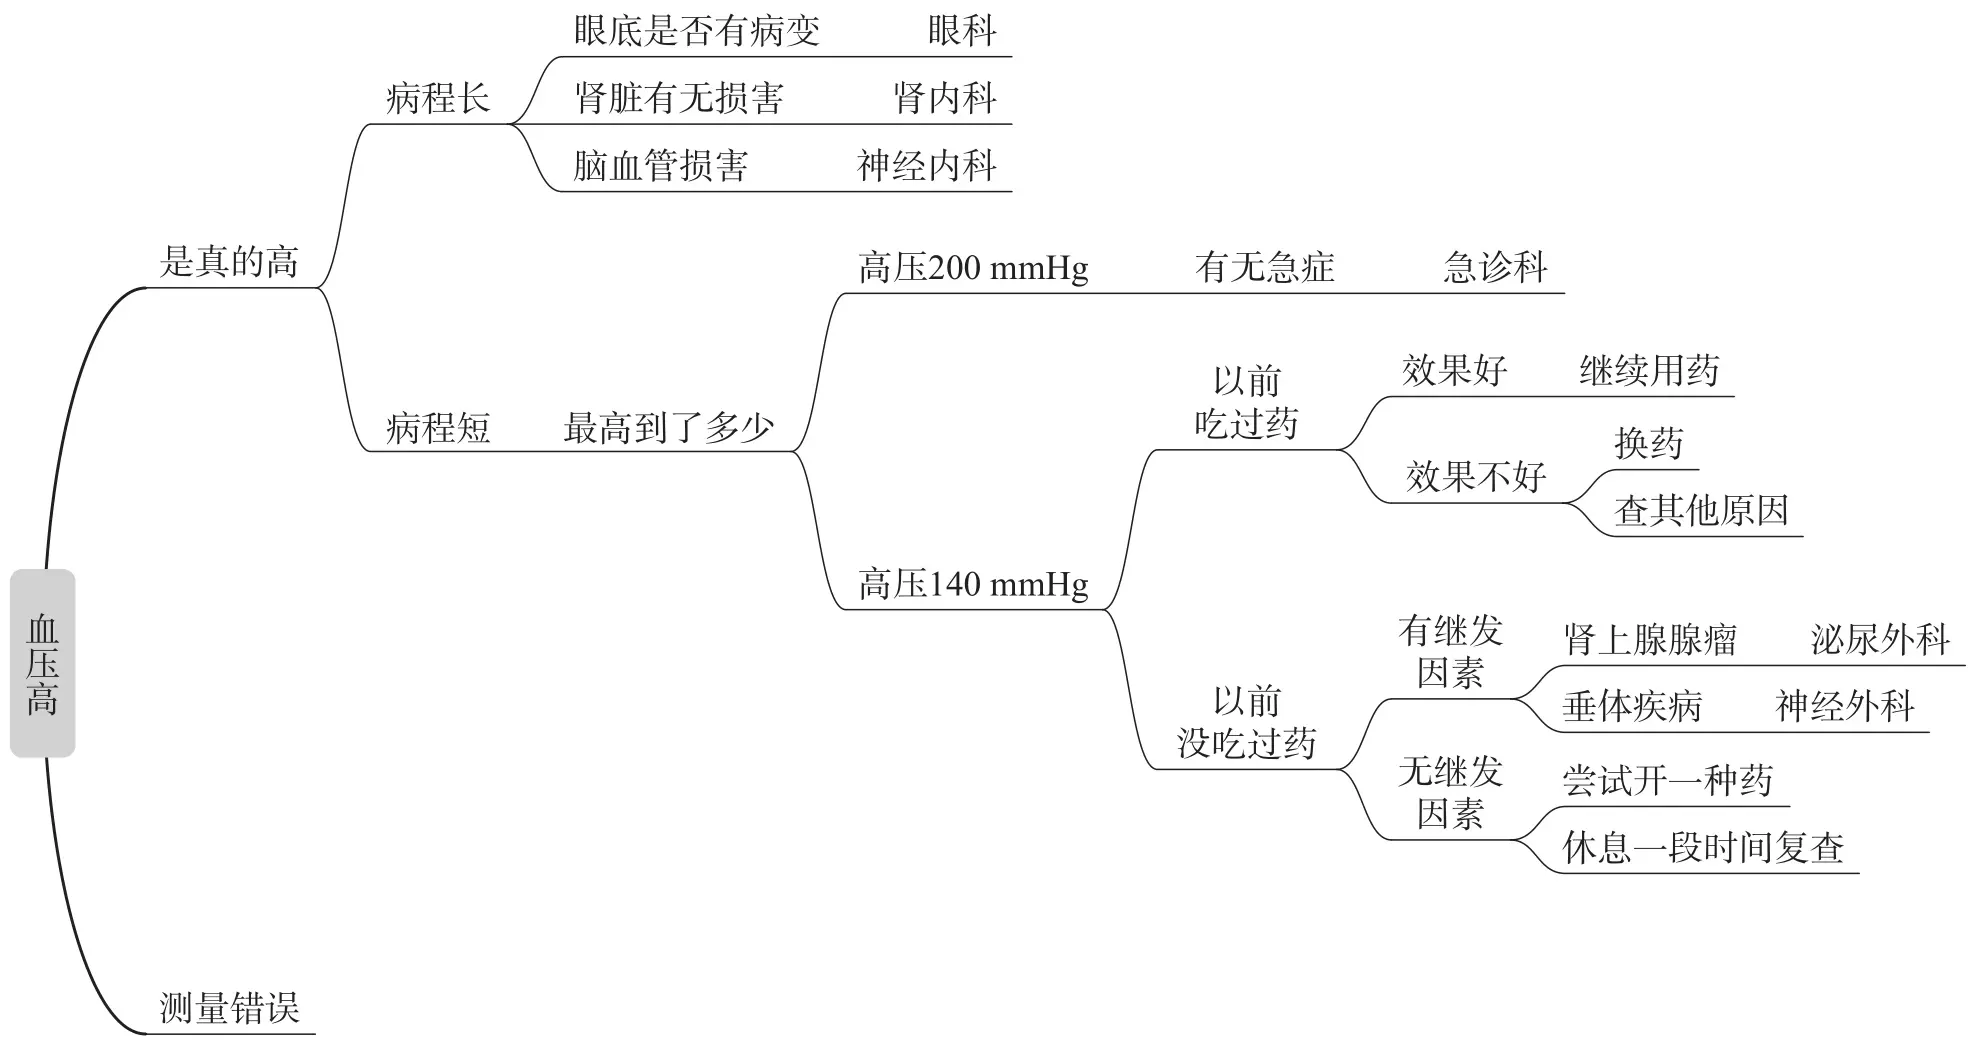 眼底是否有病变 眼科
病程长 肾脏有无损害 肾内科
脑血管损害 神经内科
是真的高
高压200 mmHg 有无急症 急诊科
以前
吃过药
效果好 继续用药
病程短 最高到了多少
换药
效果不好
查其他原因
高压140 mmHg
血压高
有继发
因素
肾上腺腺瘤 泌尿外科
垂体疾病 神经外科
以前
没吃过药
无继发
因素
尝试开一种药
休息一段时间复查
测量错误